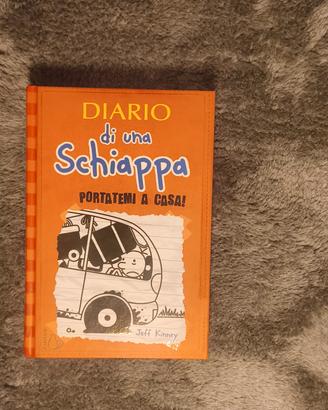 DIARIO
di una
Schiappa
PORTATEMI A CASA!
Jeff Kinney